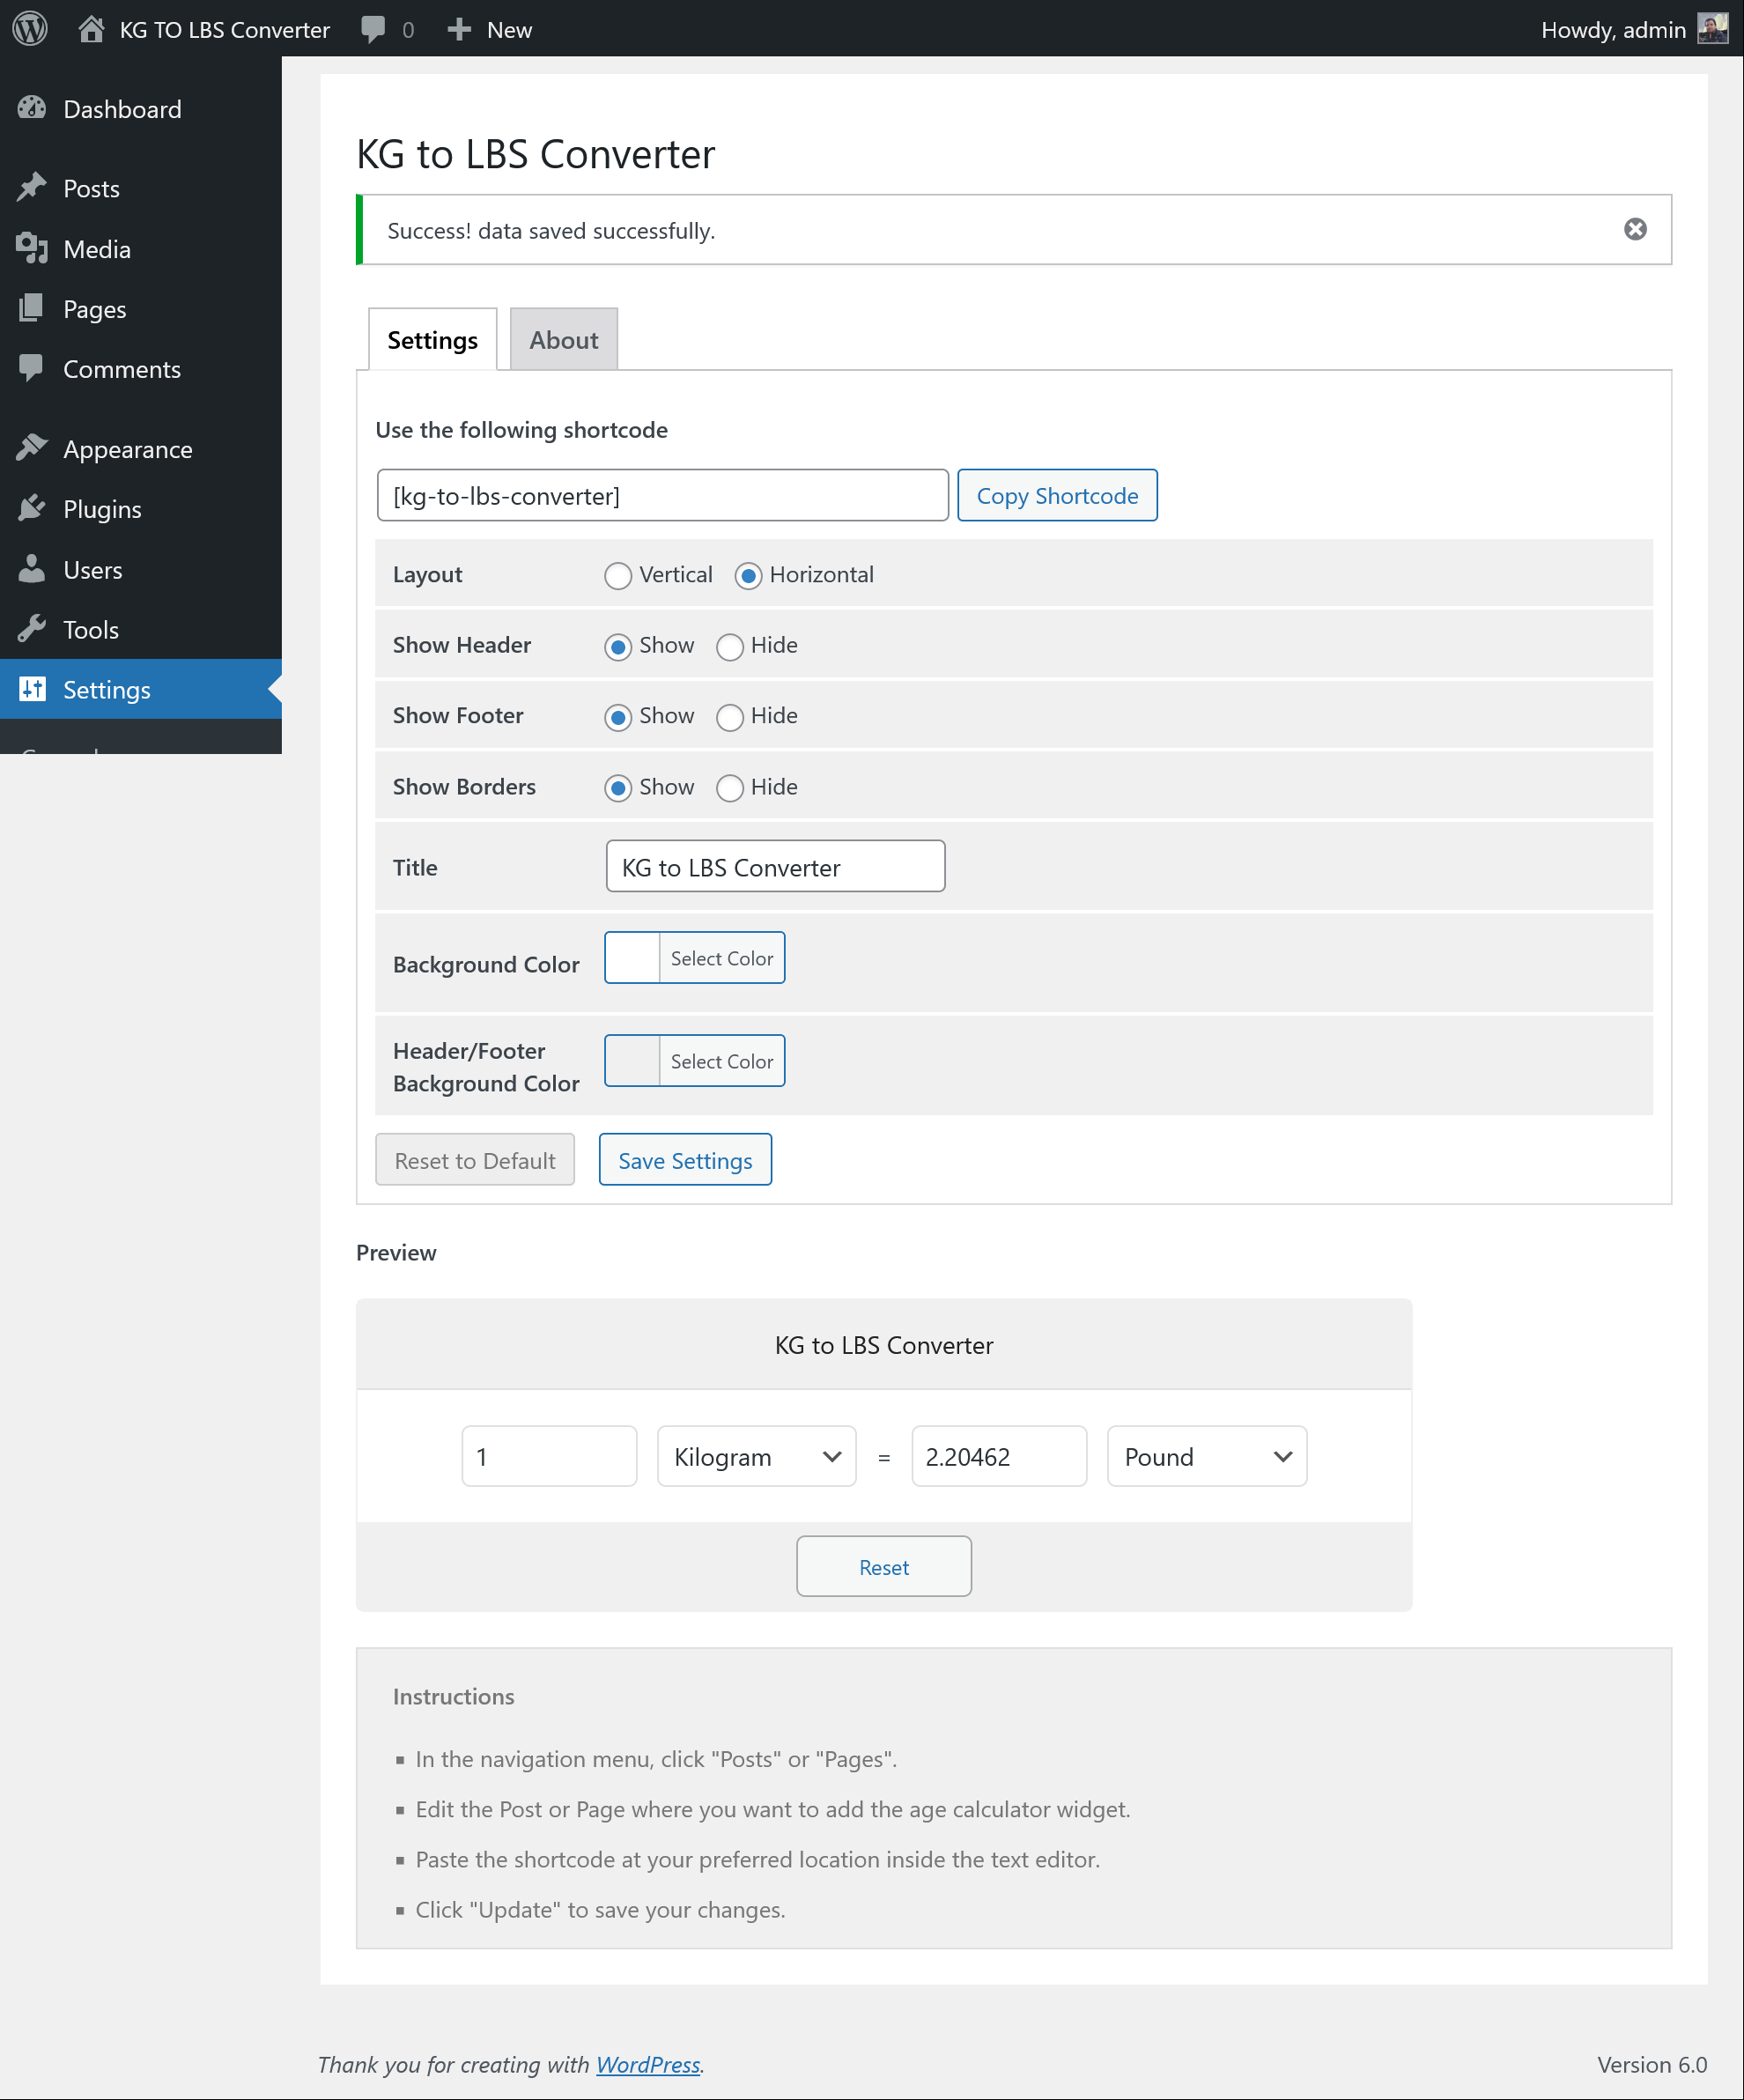 KG TO LBS Converter 0 New Howdy, admin
Dashboard
Posts
Media
Pages
Comments
Appearance
Plugins
Users
Tools
Settings
KG to LBS Converter
Success! data saved successfully.
Settings About
Use the following shortcode
[kg-to-lbs-converter] Copy Shortcode
Layout Vertical Horizontal
Show Header Show Hide
Show Footer Show Hide
Show Borders Show Hide
Title KG to LBS Converter
Background Color Select Color
Header/Footer
Background Color Select Color
Reset to Default Save Settings
Preview
KG to LBS Converter
1 Kilogram = 2.20462 Pound
Reset
Instructions
In the navigation menu, click "Posts" or "Pages".
Edit the Post or Page where you want to add the age calculator widget.
Paste the shortcode at your preferred location inside the text editor.
Click "Update" to save your changes.
Thank you for creating with WordPress. Version 6.0